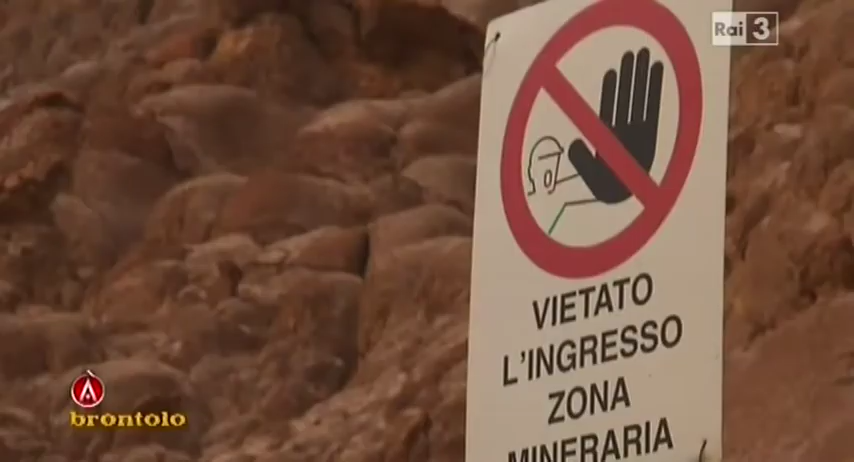 Rai 3
VIETATO
L'INGRESSO
ZONA
MINERARIA
brontolo